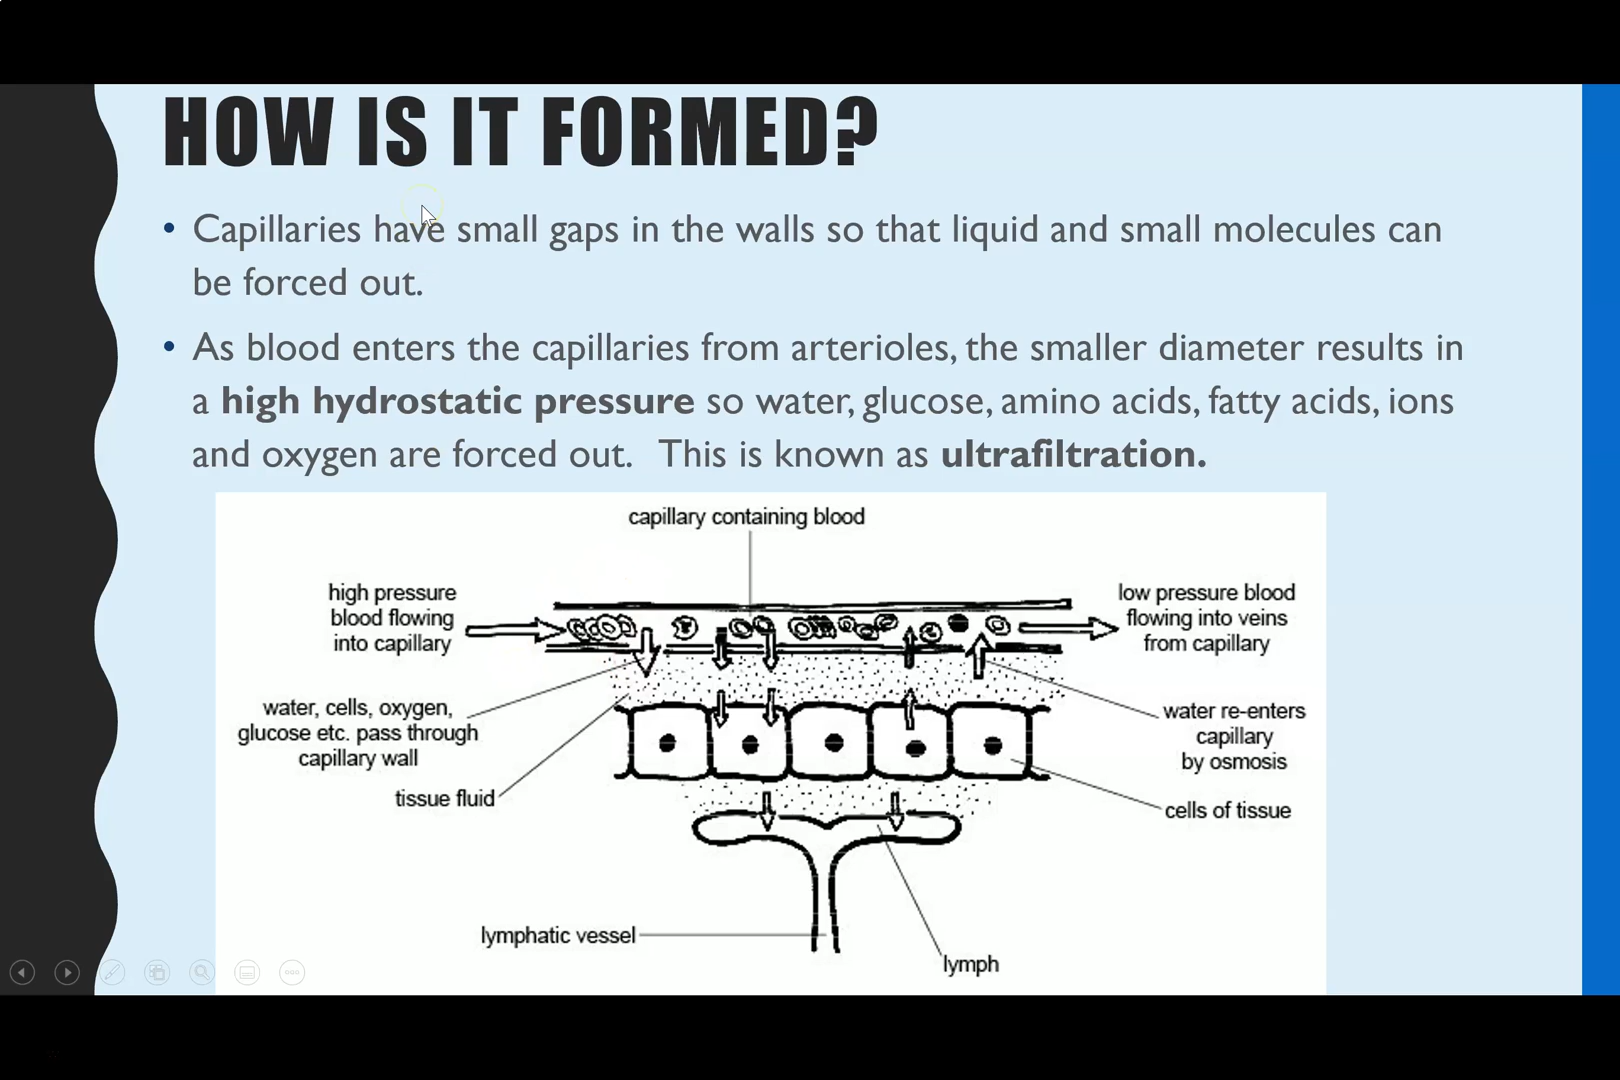 HOW IS IT FORMED?
• Capillaries have small gaps in the walls so that liquid and small molecules can
be forced out.
• As blood enters the capillaries from arterioles, the smaller diameter results in
a high hydrostatic pressure so water, glucose, amino acids, fatty acids, ions
and oxygen are forced out. This is known as ultrafiltration.
capillary containing blood
high pressure
blood flowing
into capillary
low pressure blood
flowing into veins
from capillary
water, cells, oxygen,
glucose etc. pass through
capillary wall
water re-enters
capillary
by osmosis
tissue fluid
cells of tissue
lymphatic vessel
lymph